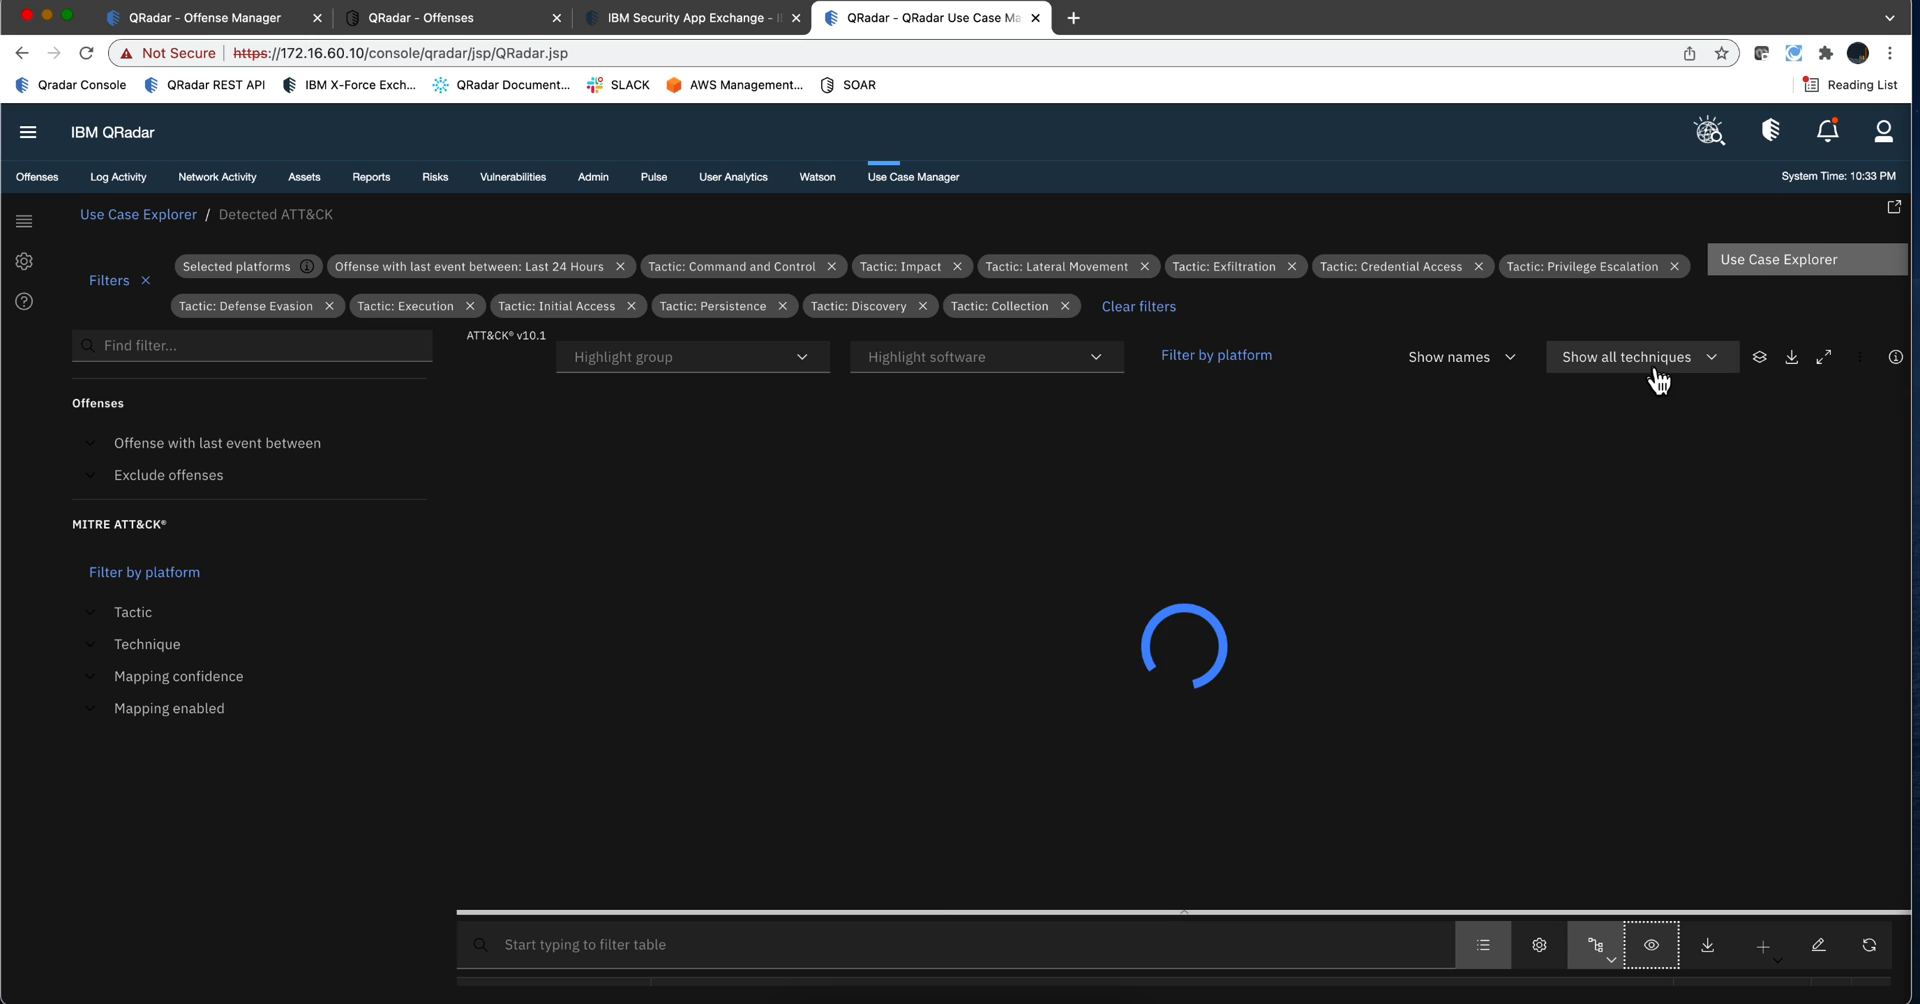 QRadar - Offense Manager
QRadar - Offenses
IBM Security App Exchange -
QRadar - QRadar Use Case Ma
Not Secure | https://172.16.60.10/console/qradar/jsp/QRadar.jsp
Qradar Console
QRadar REST API
IBM X-Force Exch...
QRadar Document...
SLACK
AWS Management...
SOAR
Reading List
IBM QRadar
Offenses
Log Activity
Network Activity
Assets
Reports
Risks
Vulnerabilities
Admin
Pulse
User Analytics
Watson
Use Case Manager
System Time: 10:33 PM
Use Case Explorer / Detected ATT&CK
Filters
Selected platforms
Offense with last event between: Last 24 Hours
Tactic: Command and Control
Tactic: Impact
Tactic: Lateral Movement
Tactic: Exfiltration
Tactic: Credential Access
Tactic: Privilege Escalation
Use Case Explorer
Tactic: Defense Evasion
Tactic: Execution
Tactic: Initial Access
Tactic: Persistence
Tactic: Discovery
Tactic: Collection
Clear filters
Find filter...
ATT&CK® v10.1
Highlight group
Highlight software
Filter by platform
Show names
Show all techniques
Offenses
Offense with last event between
Exclude offenses
MITRE ATT&CK®
Filter by platform
Tactic
Technique
Mapping confidence
Mapping enabled
Start typing to filter table